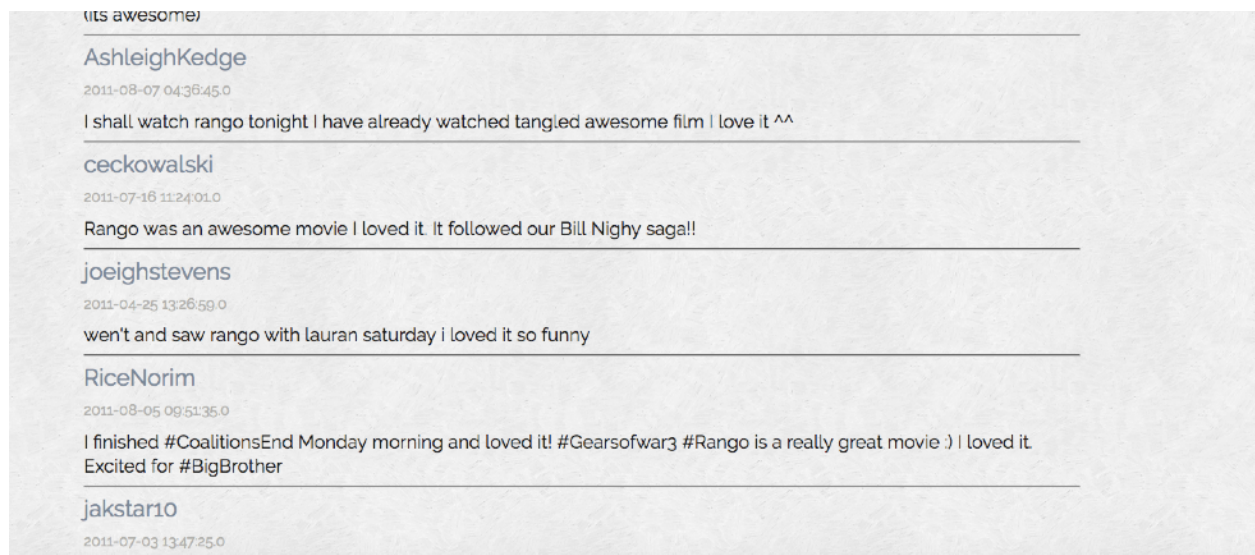 (its awesome)
AshleighKedge
2011-08-07 04:36:45.0
I shall watch rango tonight I have already watched tangled awesome film I love it ^^
ceckowalski
2011-07-16 11:24:01.0
Rango was an awesome movie I loved it. It followed our Bill Nighy saga!!
joeighstevens
2011-04-25 13:26:59.0
wen't and saw rango with lauran saturday i loved it so funny
RiceNorim
2011-08-05 09:51:35.0
I finished #CoalitionsEnd Monday morning and loved it! #Gearsofwar3 #Rango is a really great movie :) I loved it.
Excited for #BigBrother
jakstar10
2011-07-03 13:47:25.0